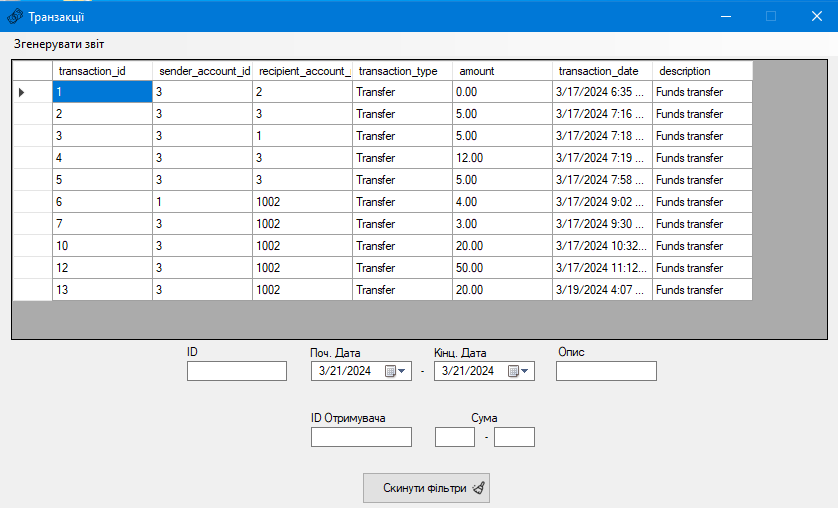 Транзакції
Згенерувати звіт
transaction_id sender_account_id recipient_account_ transaction_type amount transaction_date description
1 3 2 Transfer 0.00 3/17/2024 6:35 ... Funds transfer
2 3 3 Transfer 5.00 3/17/2024 7:16 ... Funds transfer
3 3 1 Transfer 5.00 3/17/2024 7:18 ... Funds transfer
4 3 3 Transfer 12.00 3/17/2024 7:19 ... Funds transfer
5 3 3 Transfer 5.00 3/17/2024 7:58 ... Funds transfer
6 1 1002 Transfer 4.00 3/17/2024 9:02 ... Funds transfer
7 3 1002 Transfer 3.00 3/17/2024 9:30 ... Funds transfer
10 3 1002 Transfer 20.00 3/17/2024 10:32... Funds transfer
12 3 1002 Transfer 50.00 3/17/2024 11:12... Funds transfer
13 3 1002 Transfer 20.00 3/19/2024 4:07 ... Funds transfer
ID Поч. Дата Кінц. Дата Опис
3/21/2024 - 3/21/2024
ID Отримувача Сума
-
Скинути фільтри